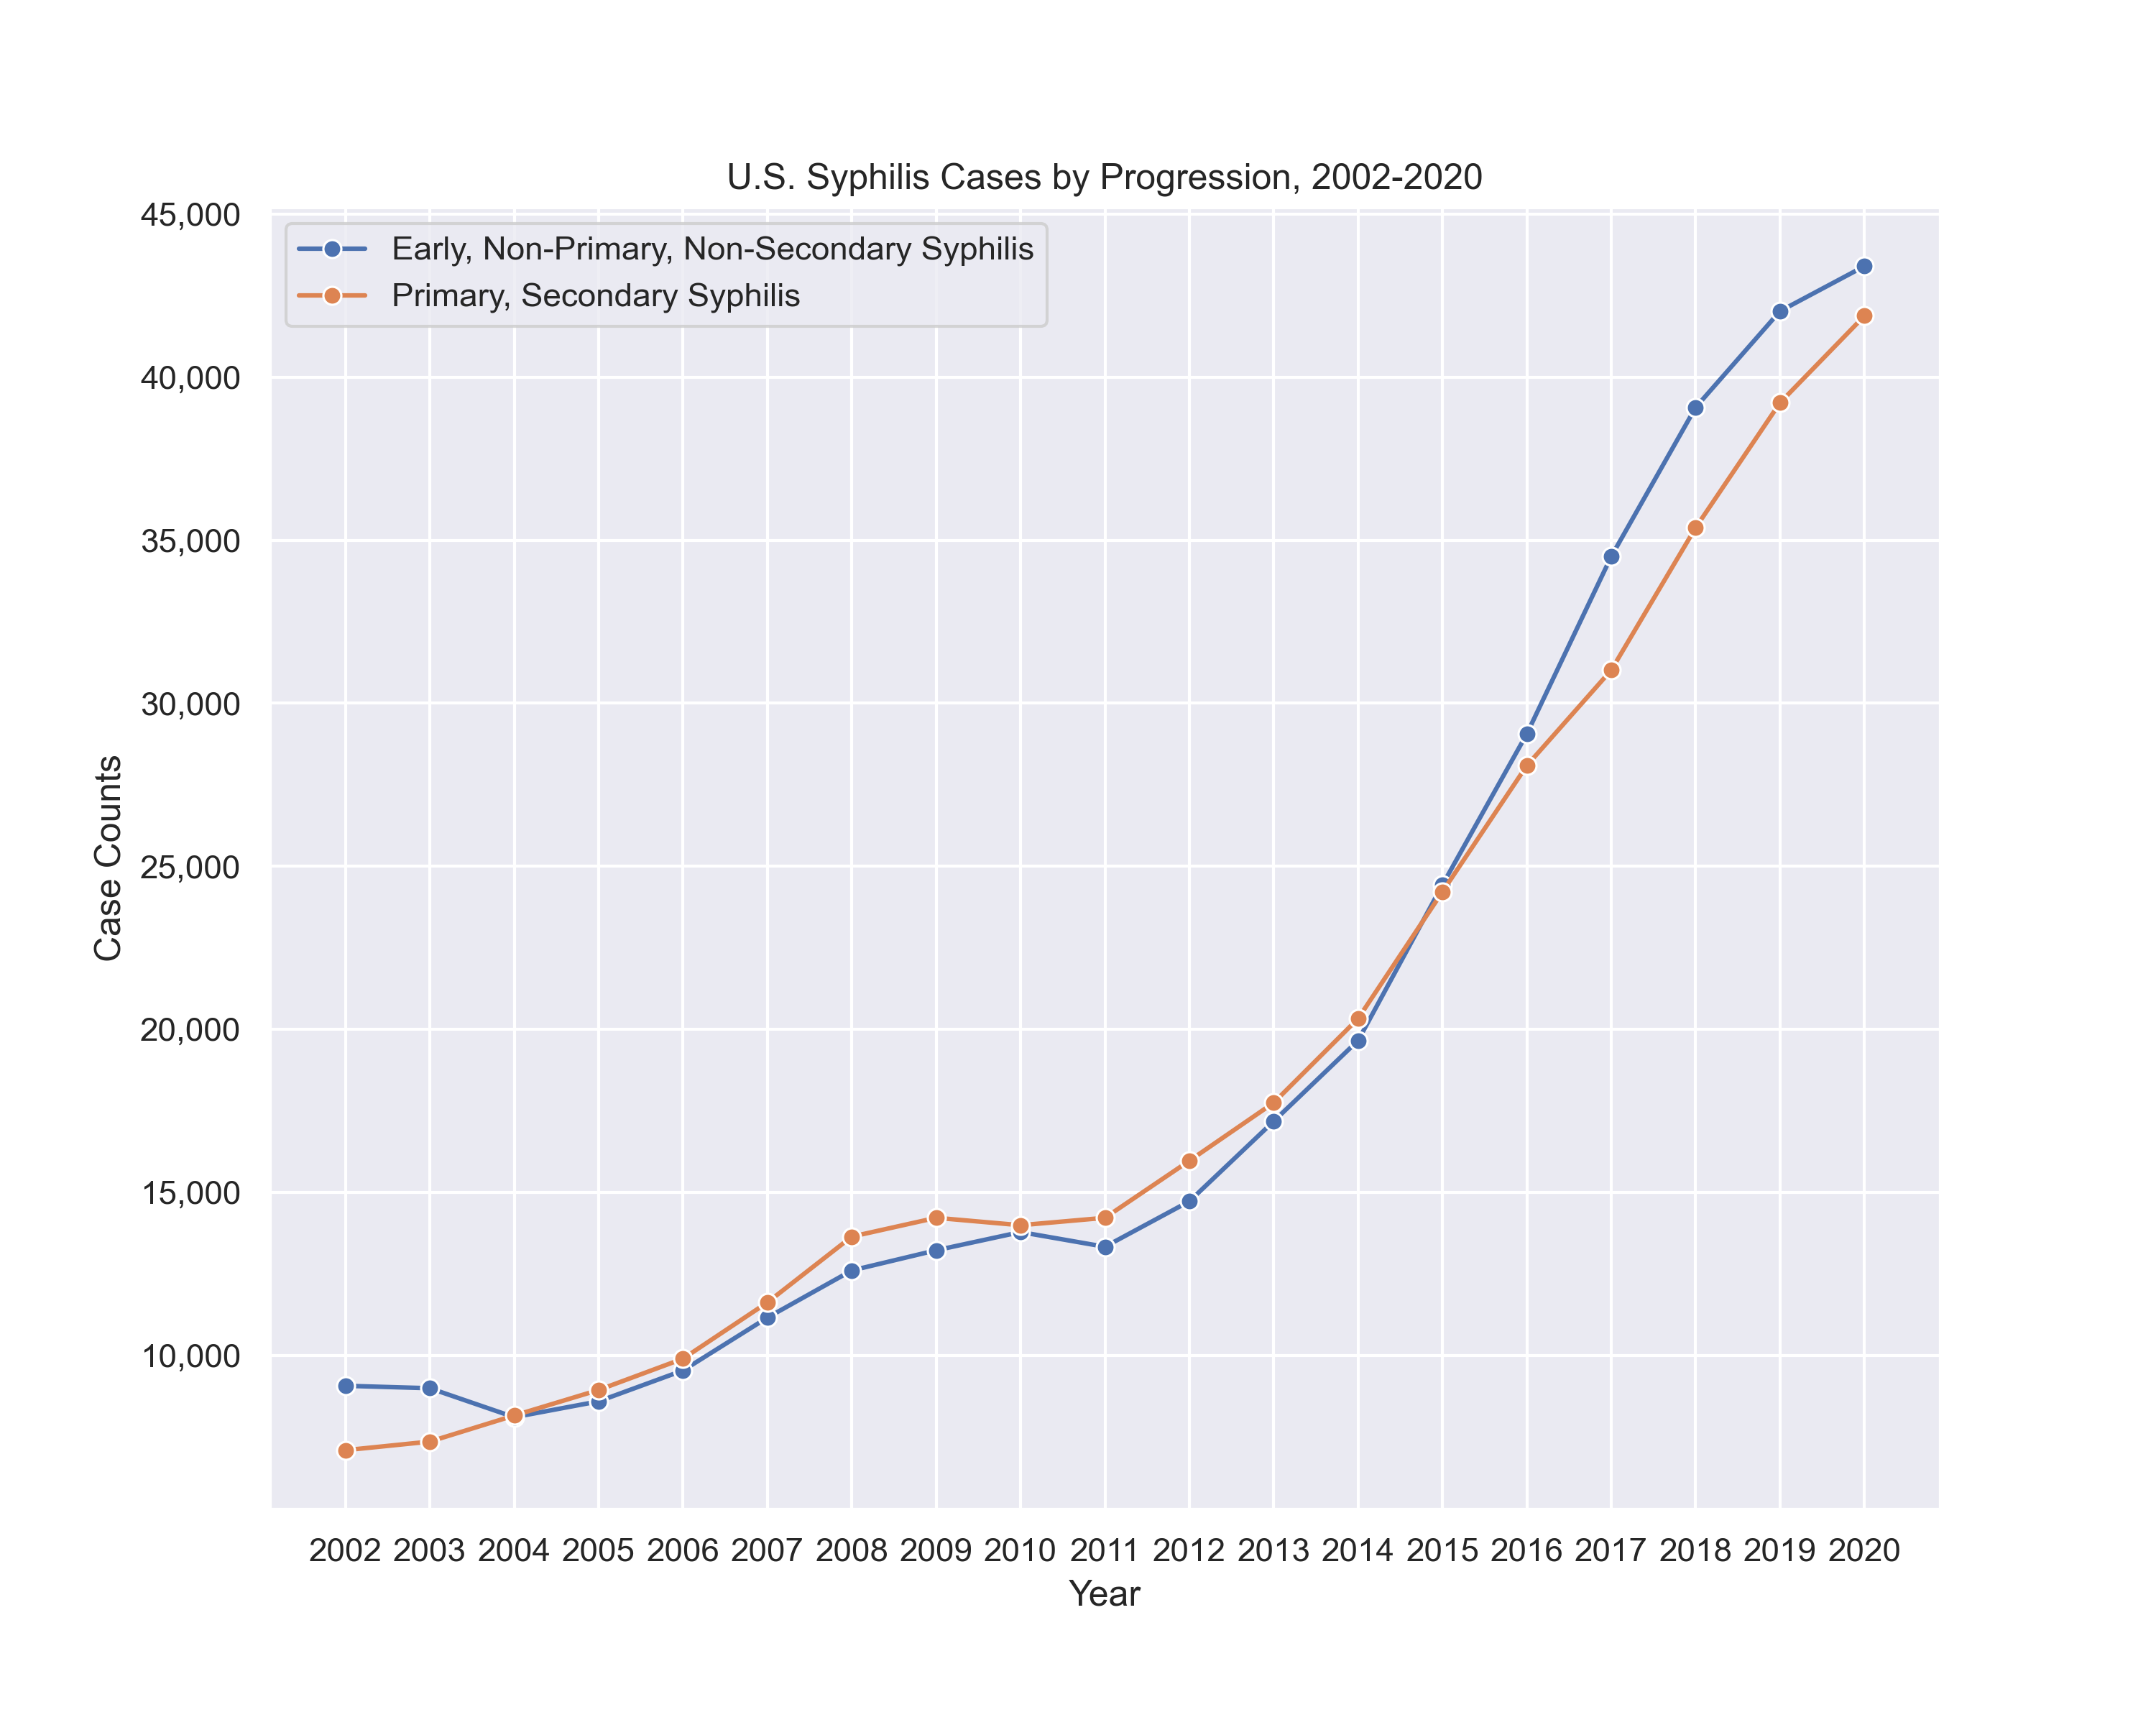 U.S. Syphilis Cases by Progression, 2002-2020
Early, Non-Primary, Non-Secondary Syphilis
Primary, Secondary Syphilis
45,000
40,000
35,000
30,000
25,000
20,000
15,000
10,000
Case Counts
2002 2003 2004 2005 2006 2007 2008 2009 2010 2011 2012 2013 2014 2015 2016 2017 2018 2019 2020
Year